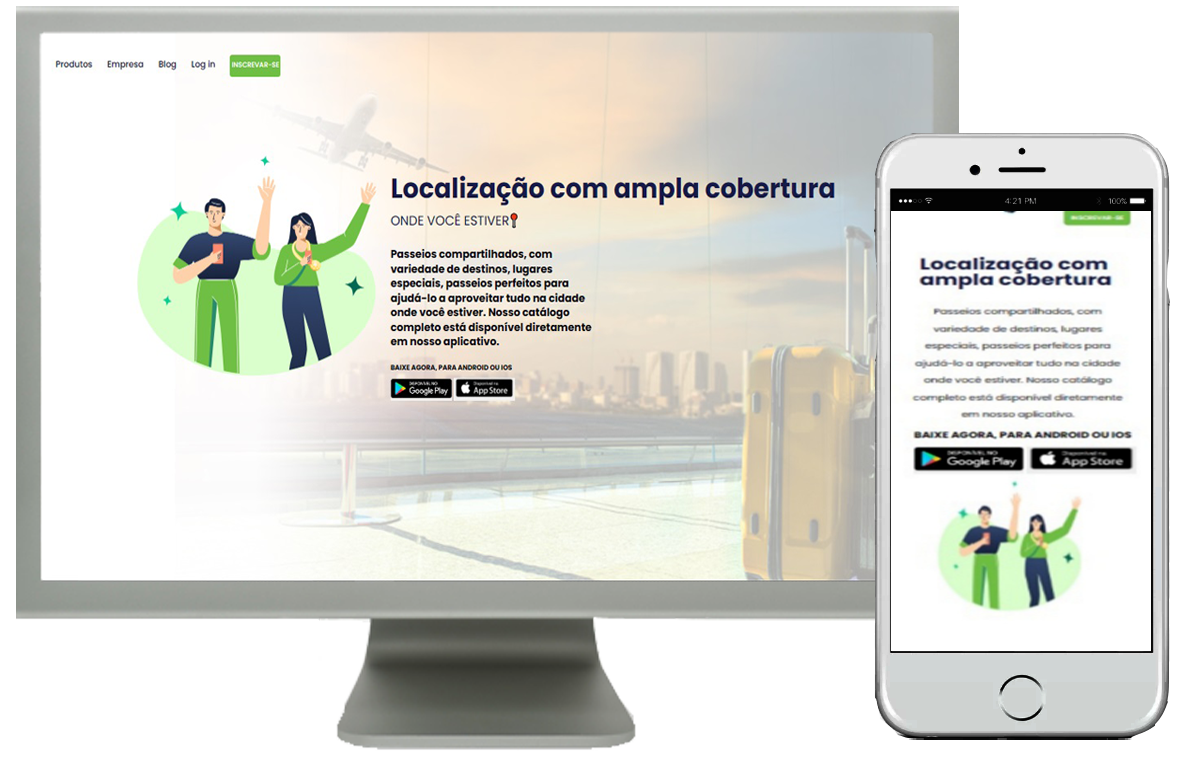 Produtos Empresa Blog Log in INSCREVAR-SE
Localização com ampla cobertura
ONDE VOCÊ ESTIVER
Passeios compartilhados, com
variedade de destinos, lugares
especiais, passeios perfeitos para
ajudá-lo a aproveitar tudo na cidade
onde você estiver. Nosso catálogo
completo está disponível diretamente
em nosso aplicativo.
BAIXE AGORA, PARA ANDROID OU IOS
DISPONÍVEL NO
Google Play
Disponível na
App Store
4:21 PM 100%
INSCREVAR-SE
Localização com
ampla cobertura
Passeios compartilhados, com
variedade de destinos, lugares
especiais, passeios perfeitos para
ajudá-lo a aproveitar tudo na cidade
onde você estiver. Nosso catálogo
completo está disponível diretamente
em nosso aplicativo.
BAIXE AGORA, PARA ANDROID OU IOS
DISPONÍVEL NO
Google Play
Disponível na
App Store